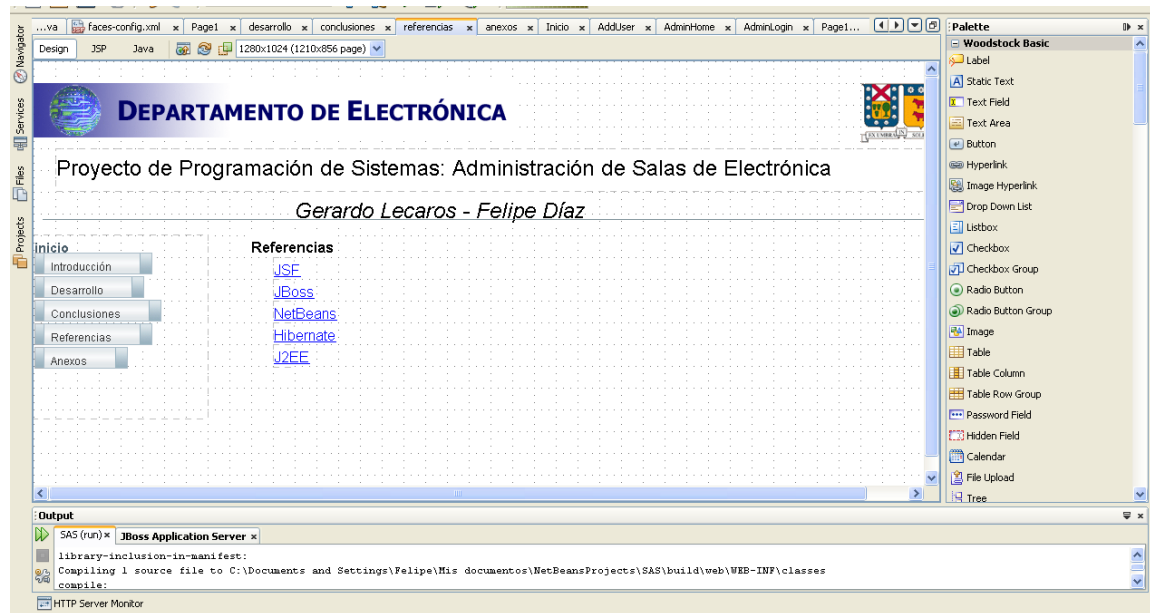 ...va faces-config.xml x Page1 x desarrollo x conclusiones x referencias x anexos x Inicio x AddUser x AdminHome x AdminLogin x Page1...
Design JSP Java 1280x1024 (1210x856 page)
Navigator
Services
Files
Projects
DEPARTAMENTO DE ELECTRÓNICA
Proyecto de Programación de Sistemas: Administración de Salas de Electrónica
Gerardo Lecaros - Felipe Díaz
inicio
Introducción
Desarrollo
Conclusiones
Referencias
Anexos
Referencias
JSF
JBoss
NetBeans
Hibernate
J2EE
Palette
Woodstock Basic
Label
Static Text
Text Field
Text Area
Button
Hyperlink
Image Hyperlink
Drop Down List
Listbox
Checkbox
Checkbox Group
Radio Button
Radio Button Group
Image
Table
Table Column
Table Row Group
Password Field
Hidden Field
Calendar
File Upload
Tree
Output
SAS (run) x JBoss Application Server x
library-inclusion-in-manifest:
Compiling 1 source file to C:\Documents and Settings\Felipe\Mis documentos\NetBeansProjects\SAS\build\web\WEB-INF\classes
compile:
HTTP Server Monitor